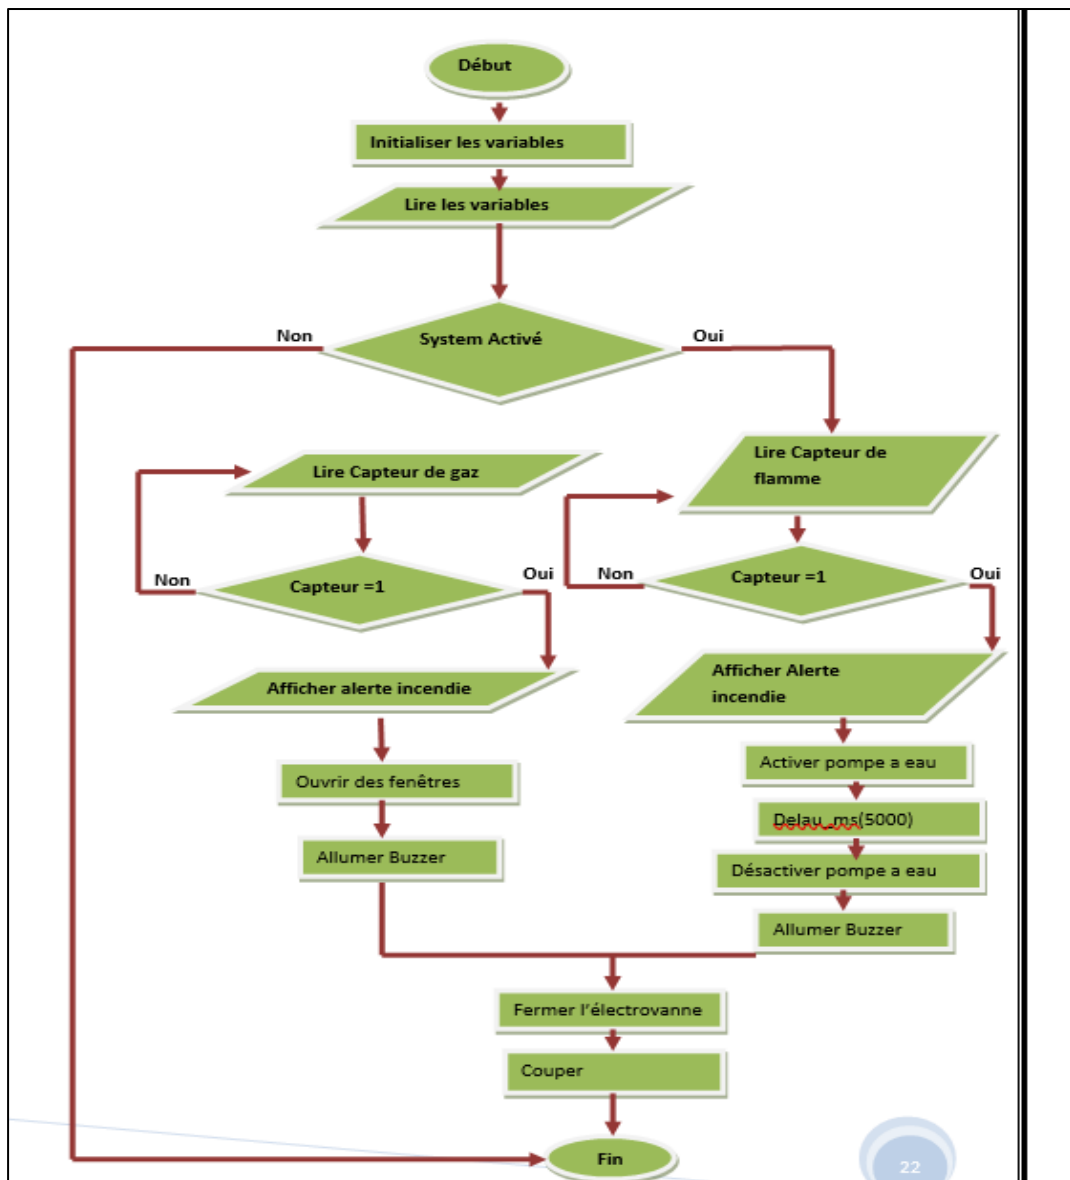 Début
Initialiser les variables
Lire les variables
System Activé
Non
Oui
Lire Capteur de gaz
Capteur =1
Non
Oui
Afficher alerte incendie
Ouvrir des fenêtres
Allumer Buzzer
Lire Capteur de
flamme
Capteur =1
Non
Oui
Afficher Alerte
incendie
Activer pompe a eau
Delau_ms(5000)
Désactiver pompe a eau
Allumer Buzzer
Fermer l'électrovanne
Couper
Fin
22